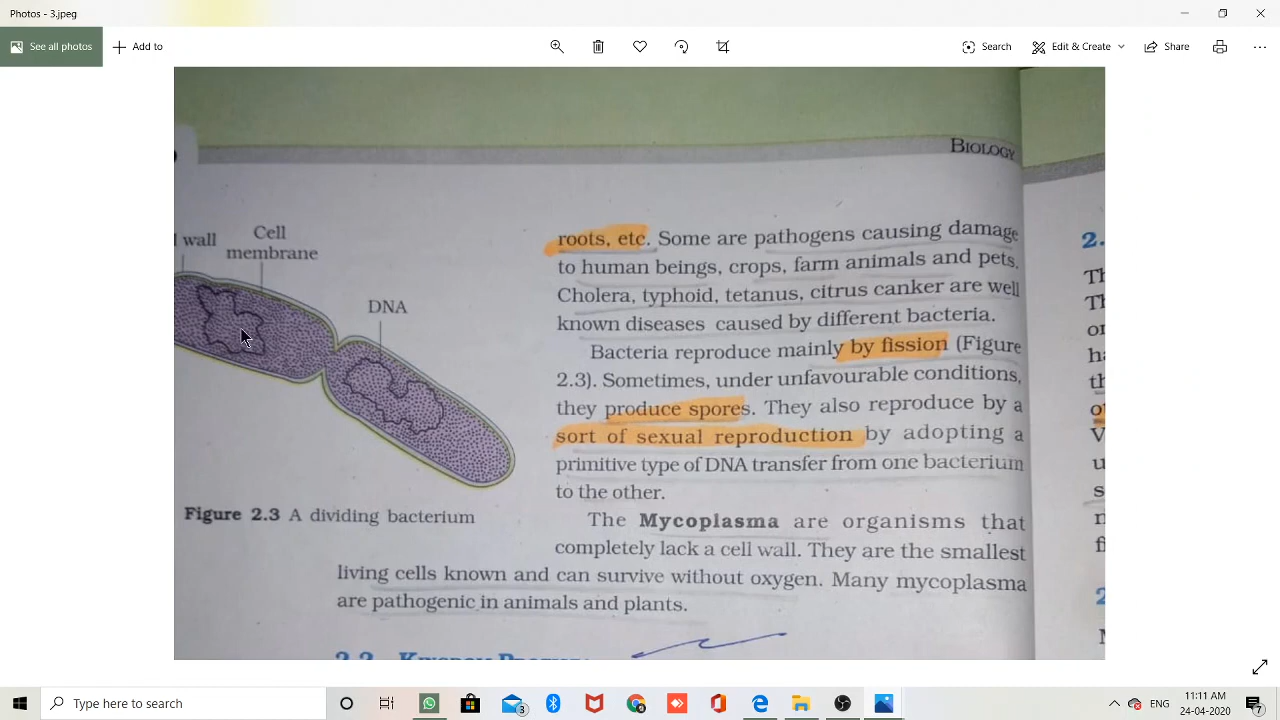 Photos - 3.jpeg
See all photos
Add to
Search
Edit & Create
Share
BIOLOGY
wall
Cell
membrane
DNA
Figure 2.3 A dividing bacterium
roots, etc. Some are pathogens causing damage
to human beings, crops, farm animals and pets.
Cholera, typhoid, tetanus, citrus canker are well
known diseases caused by different bacteria.
Bacteria reproduce mainly by fission (Figure
2.3). Sometimes, under unfavourable conditions,
they produce spores. They also reproduce by a
sort of sexual reproduction by adopting a
primitive type of DNA transfer from one bacterium
to the other.
The Mycoplasma are organisms that
completely lack a cell wall. They are the smallest
living cells known and can survive without oxygen. Many mycoplasma
are pathogenic in animals and plants.
2.
Type here to search
3
ENG
11:11 AM
24-04-2020
7